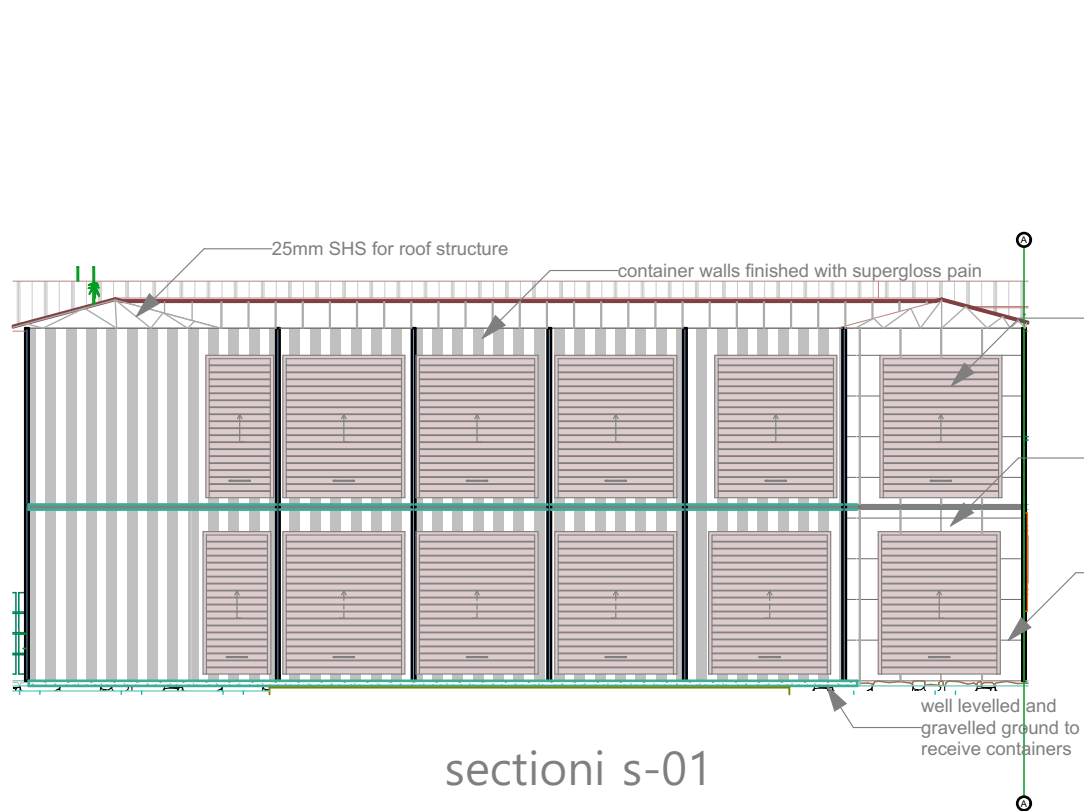 A
25mm SHS for roof structure
container walls finished with supergloss pain
well levelled and
gravelled ground to
receive containers
sectioni s-01
A